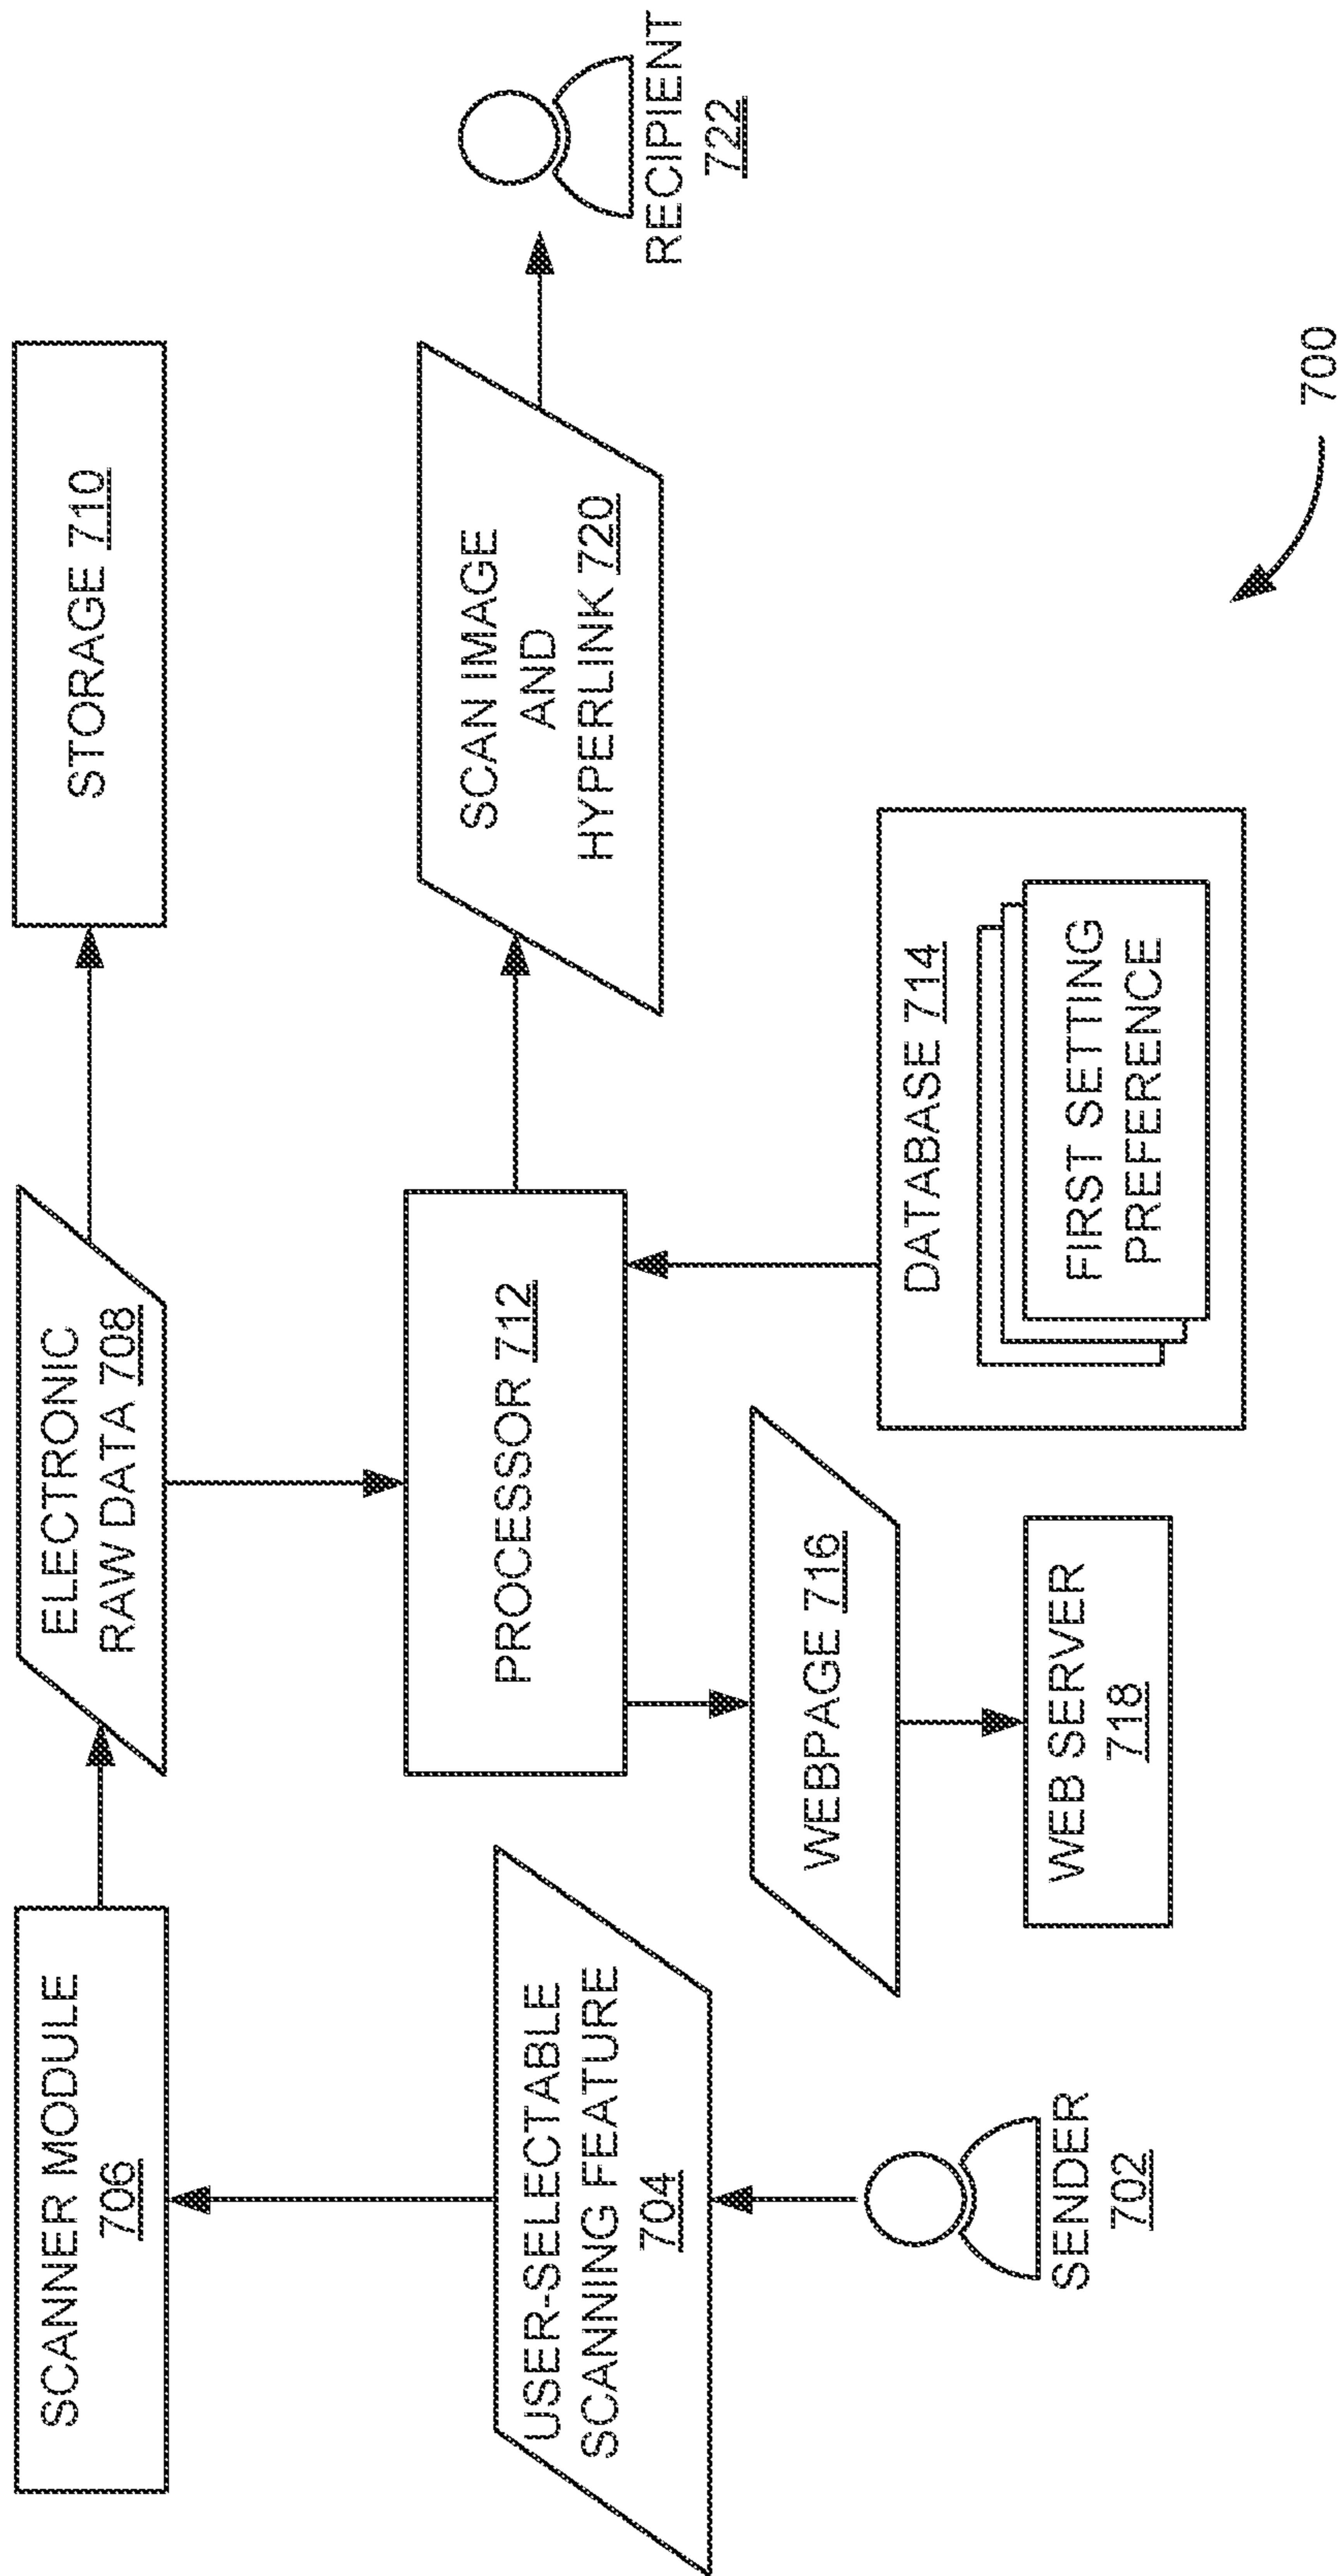 SCANNER MODULE
706
ELECTRONIC
RAW DATA 708
STORAGE 710
USER-SELECTABLE
SCANNING FEATURE
704
PROCESSOR 712
SCAN IMAGE
AND
HYPERLINK 720
RECIPIENT
722
SENDER
702
WEBPAGE 716
WEB SERVER
718
DATABASE 714
FIRST SETTING
PREFERENCE
700